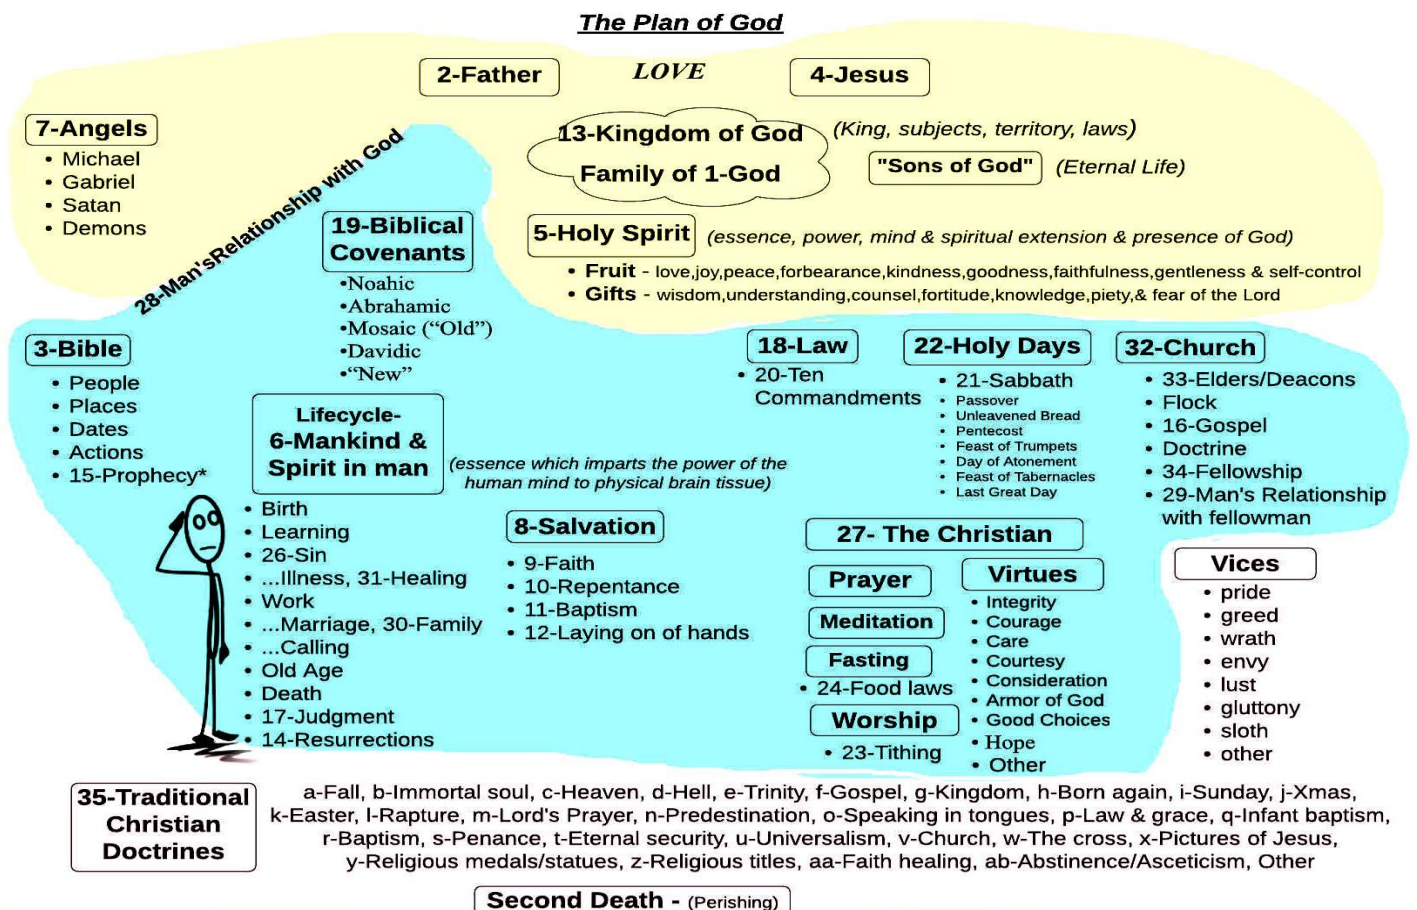 The Plan of God
2-Father
LOVE
4-Jesus
7-Angels
• Michael
• Gabriel
• Satan
• Demons
28-Man'sRelationship with God
13-Kingdom of God
Family of 1-God
(King, subjects, territory, laws)
"Sons of God"
(Eternal Life)
19-Biblical
Covenants
•Noahic
•Abrahamic
•Mosaic (“Old”)
•Davidic
•“New”
5-Holy Spirit
(essence, power, mind & spiritual extension & presence of God)
• Fruit - love,joy,peace,forbearance,kindness,goodness,faithfulness,gentleness & self-control
• Gifts - wisdom,understanding,counsel,fortitude,knowledge,piety,& fear of the Lord
3-Bible
• People
• Places
• Dates
• Actions
• 15-Prophecy*
Lifecycle-
6-Mankind &
Spirit in man
(essence which imparts the power of the
human mind to physical brain tissue)
• Birth
• Learning
• 26-Sin
• ...Illness, 31-Healing
• Work
• ...Marriage, 30-Family
• ...Calling
• Old Age
• Death
• 17-Judgment
• 14-Resurrections
8-Salvation
• 9-Faith
• 10-Repentance
• 11-Baptism
• 12-Laying on of hands
18-Law
• 20-Ten
Commandments
22-Holy Days
• 21-Sabbath
• Passover
• Unleavened Bread
• Pentecost
• Feast of Trumpets
• Day of Atonement
• Feast of Tabernacles
• Last Great Day
32-Church
• 33-Elders/Deacons
• Flock
• 16-Gospel
• Doctrine
• 34-Fellowship
• 29-Man's Relationship
with fellowman
27- The Christian
Prayer
Meditation
Fasting
• 24-Food laws
Worship
• 23-Tithing
Virtues
• Integrity
• Courage
• Care
• Courtesy
• Consideration
• Armor of God
• Good Choices
• Hope
• Other
Vices
• pride
• greed
• wrath
• envy
• lust
• gluttony
• sloth
• other
35-Traditional
Christian
Doctrines
a-Fall, b-Immortal soul, c-Heaven, d-Hell, e-Trinity, f-Gospel, g-Kingdom, h-Born again, i-Sunday, j-Xmas,
k-Easter, l-Rapture, m-Lord's Prayer, n-Predestination, o-Speaking in tongues, p-Law & grace, q-Infant baptism,
r-Baptism, s-Penance, t-Eternal security, u-Universalism, v-Church, w-The cross, x-Pictures of Jesus,
y-Religious medals/statues, z-Religious titles, aa-Faith healing, ab-Abstinence/Asceticism, Other
Second Death - (Perishing)